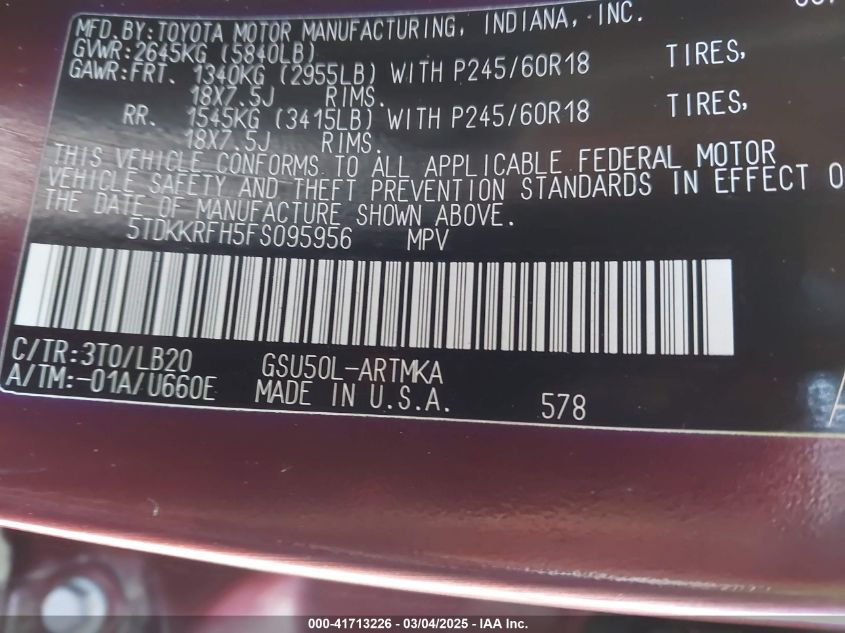 MFD.BY:TOYOTA MOTOR MANUFACTURING, INDIANA, INC.
GVWR:2645KG (5840LB)
GAWR:FRT. 1340KG (2955LB) WITH P245/60R18 TIRES,
18X7.5J RIMS.
RR. 1545KG (3415LB) WITH P245/60R18 TIRES,
18X7.5J RIMS.
THIS VEHICLE CONFORMS TO ALL APPLICABLE FEDERAL MOTOR
VEHICLE SAFETY AND THEFT PREVENTION STANDARDS IN EFFECT O
THE DATE OF MANUFACTURE SHOWN ABOVE.
5TDKKRFH5FS095956 MPV
C/TR:3T0/LB20 GSU50L-ARTMKA
A/TM:-01A/U660E MADE IN U.S.A. 578
000-41713226 - 03/04/2025 - IAA Inc.